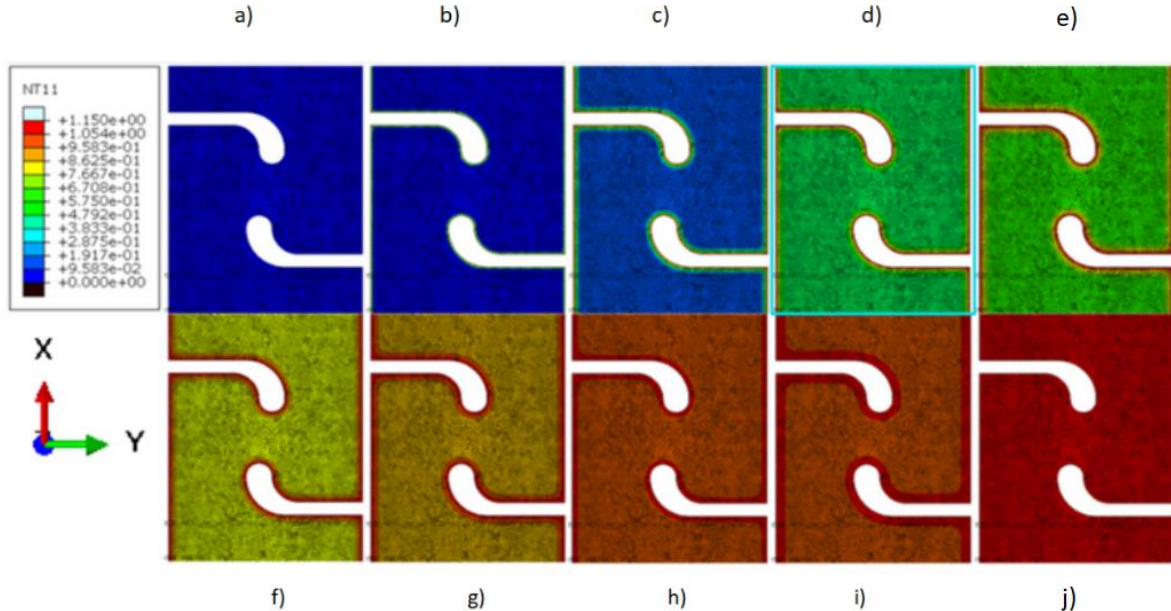 a) b) c) d) e)
NT11
+1.150e+00
+1.054e+00
+9.583e-01
+8.625e-01
+7.667e-01
+6.708e-01
+5.750e-01
+4.792e-01
+3.833e-01
+2.875e-01
+1.917e-01
+9.583e-02
+0.000e+00
X
Y
f) g) h) i) j)